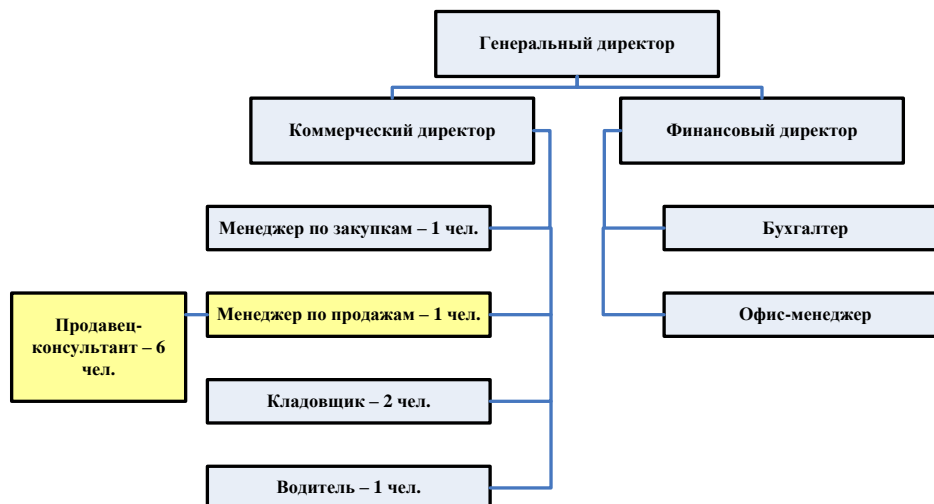 Генеральный директор
Коммерческий директор
Финансовый директор
Менеджер по закупкам – 1 чел.
Бухгалтер
Продавец-
консультант – 6
чел.
Менеджер по продажам – 1 чел.
Офис-менеджер
Кладовщик – 2 чел.
Водитель – 1 чел.